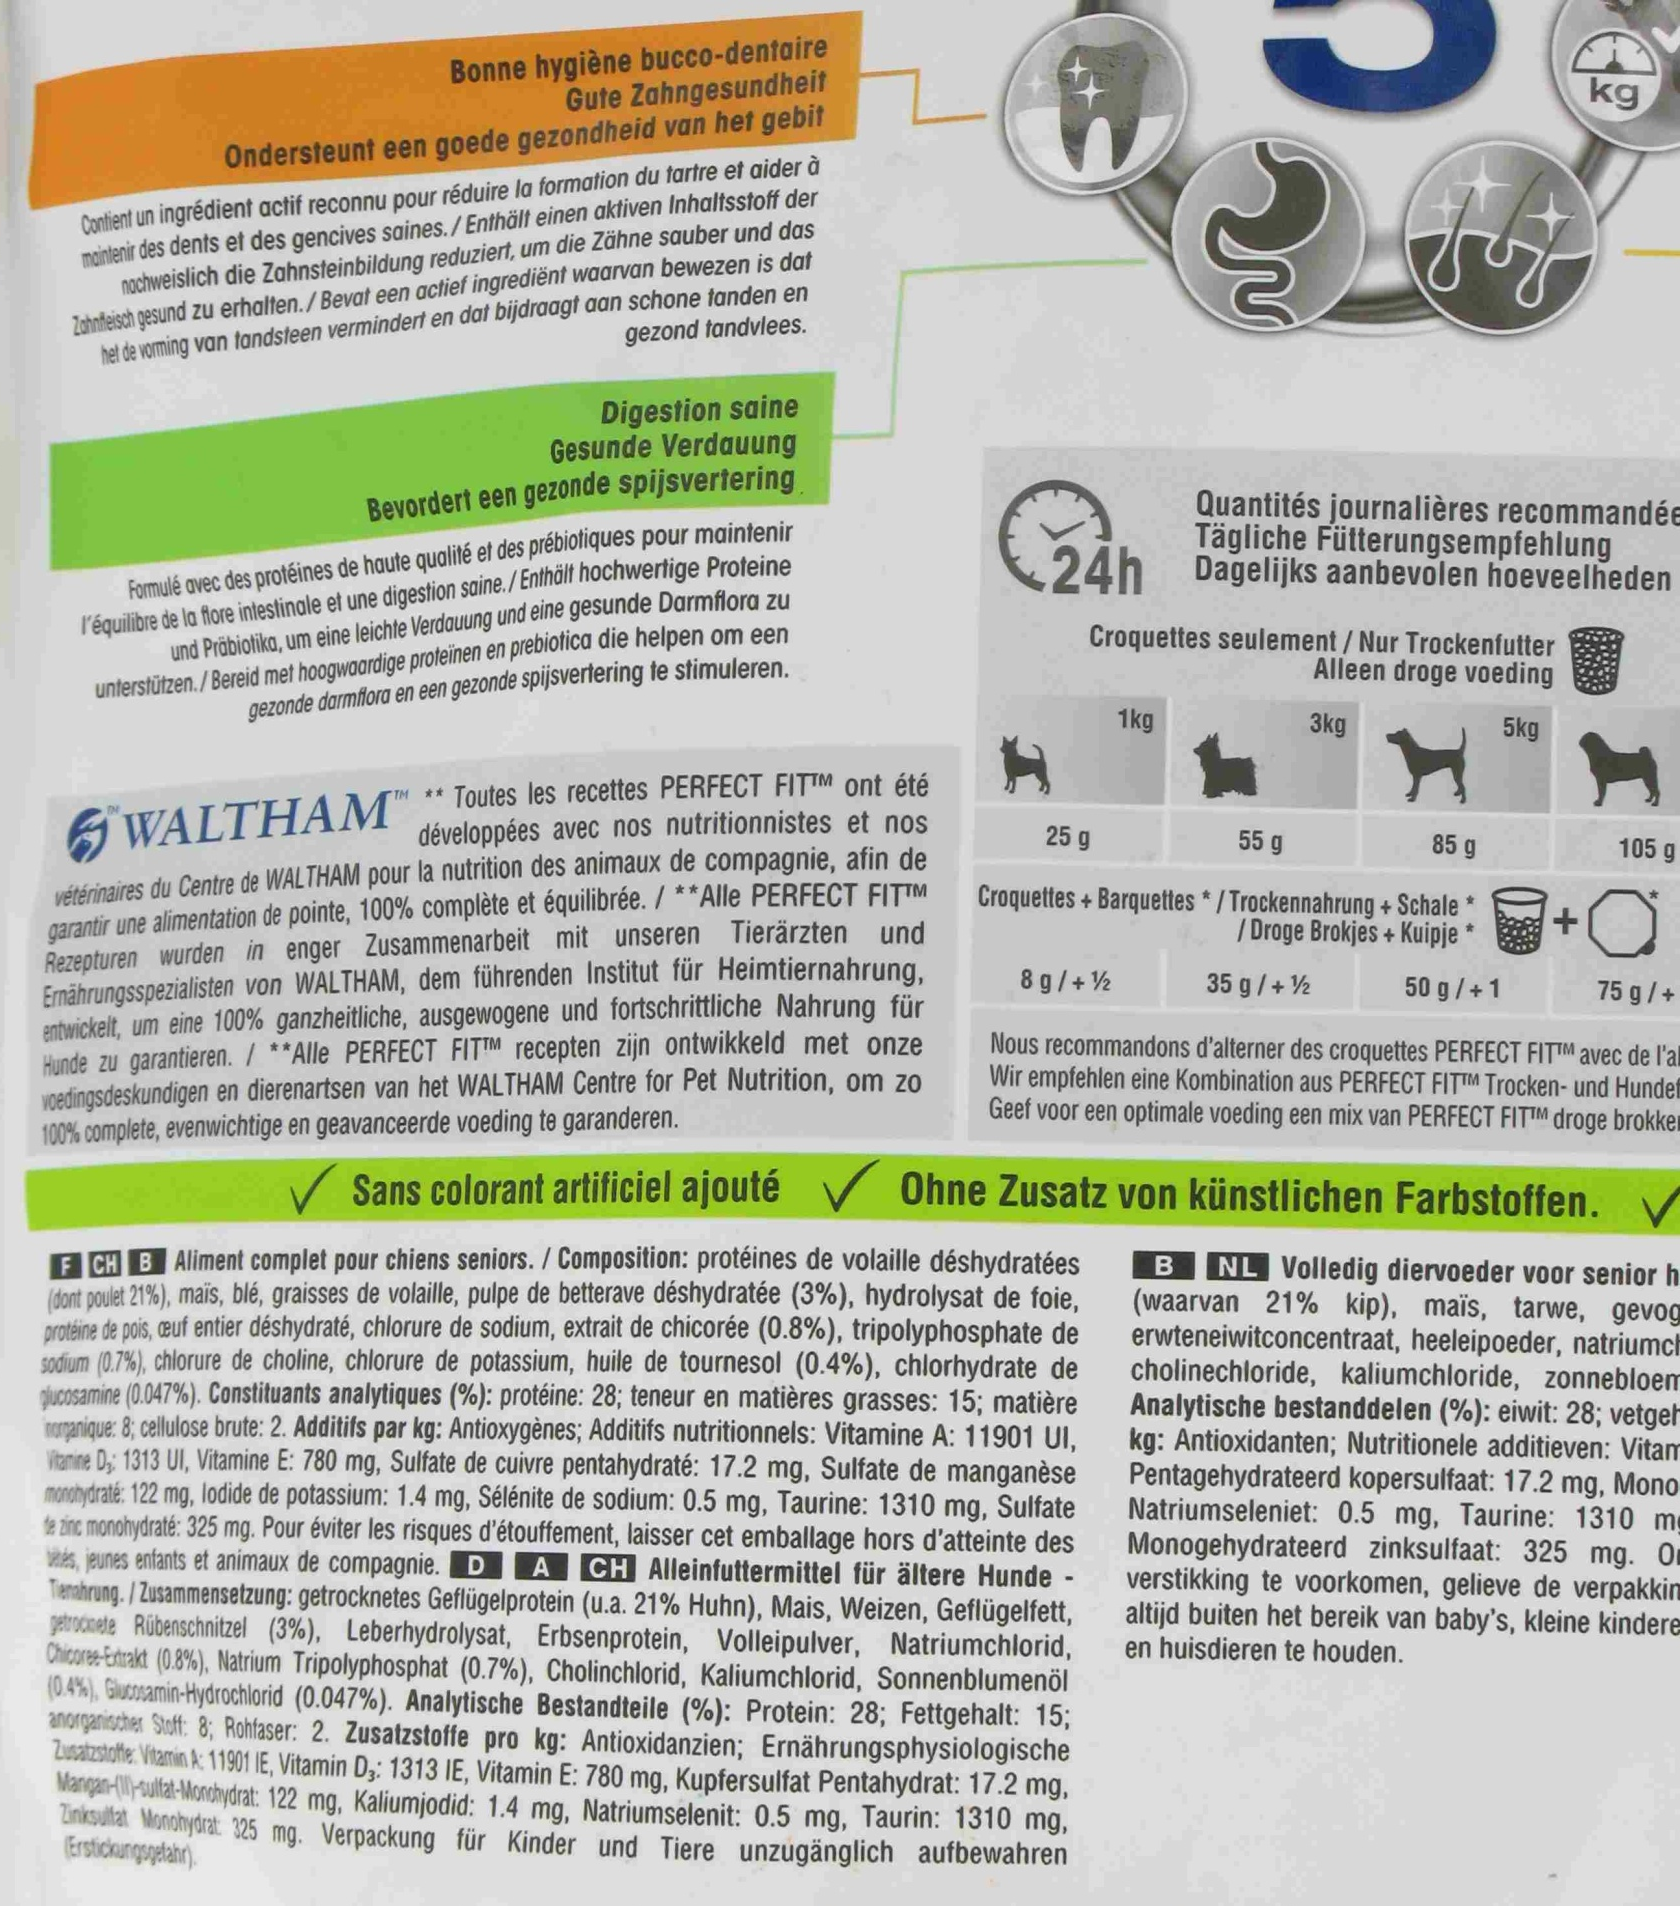 Bonne hygiène bucco-dentaire
Gute Zahngesundheit
Ondersteunt een goede gezondheid van het gebit
Contient un ingrédient actif reconnu pour réduire la formation du tartre et aider à
maintenir des dents et des gencives saines. / Enthält einen aktiven Inhaltsstoff der
nachweislich die Zahnsteinbildung reduziert, um die Zähne sauber und das
Zahnfleisch gesund zu erhalten. / Bevat een actief ingrediënt waarvan bewezen is dat
het de vorming van tandsteen vermindert en dat bijdraagt aan schone tanden en
gezond tandvlees.
kg
Digestion saine
Gesunde Verdauung
Bevordert een gezonde spijsvertering
Formulé avec des protéines de haute qualité et des prébiotiques pour maintenir
l'équilibre de la flore intestinale et une digestion saine. / Enthält hochwertige Proteine
und Präbiotika, um eine leichte Verdauung und eine gesunde Darmflora zu
unterstützen. / Bereid met hoogwaardige proteïnen en prebiotica die helpen om een
gezonde darmflora en een gezonde spijsvertering te stimuleren.
WALTHAM™ ** Toutes les recettes PERFECT FIT™ ont été
développées avec nos nutritionnistes et nos
vétérinaires du Centre de WALTHAM pour la nutrition des animaux de compagnie, afin de
garantir une alimentation de pointe, 100% complète et équilibrée. / **Alle PERFECT FIT™
Rezepturen wurden in enger Zusammenarbeit mit unseren Tierärzten und
Ernährungsspezialisten von WALTHAM, dem führenden Institut für Heimtiernahrung,
entwickelt, um eine 100% ganzheitliche, ausgewogene und fortschrittliche Nahrung für
Hunde zu garantieren. / **Alle PERFECT FIT™ recepten zijn ontwikkeld met onze
voedingsdeskundigen en dierenartsen van het WALTHAM Centre for Pet Nutrition, om zo
100% complete, evenwichtige en geavanceerde voeding te garanderen.
24h
Quantités journalières recommandée
Tägliche Fütterungsempfehlung
Dagelijks aanbevolen hoeveelheden
Croquettes seulement / Nur Trockenfutter
Alleen droge voeding
1kg 3kg 5kg
25 g 55 g 85 g 105 g
Croquettes + Barquettes * / Trockennahrung + Schale *
/ Droge Brokjes + Kuipje *
+ *
8 g / + ½ 35 g / + ½ 50 g / + 1 75 g / +
Nous recommandons d'alterner des croquettes PERFECT FIT™ avec de l'al
Wir empfehlen eine Kombination aus PERFECT FIT™ Trocken- und Hundef
Geef voor een optimale voeding een mix van PERFECT FIT™ droge brokken
✓ Sans colorant artificiel ajouté ✓ Ohne Zusatz von künstlichen Farbstoffen. ✓
F CH B Aliment complet pour chiens seniors. / Composition: protéines de volaille déshydratées
(dont poulet 21%), maïs, blé, graisses de volaille, pulpe de betterave déshydratée (3%), hydrolysat de foie,
protéine de pois, œuf entier déshydraté, chlorure de sodium, extrait de chicorée (0.8%), tripolyphosphate de
sodium (0.7%), chlorure de choline, chlorure de potassium, huile de tournesol (0.4%), chlorhydrate de
glucosamine (0.047%). Constituants analytiques (%): protéine: 28; teneur en matières grasses: 15; matière
inorganique: 8; cellulose brute: 2. Additifs par kg: Antioxygènes; Additifs nutritionnels: Vitamine A: 11901 UI,
Vitamine D₃: 1313 UI, Vitamine E: 780 mg, Sulfate de cuivre pentahydraté: 17.2 mg, Sulfate de manganèse
monohydraté: 122 mg, Iodide de potassium: 1.4 mg, Sélénite de sodium: 0.5 mg, Taurine: 1310 mg, Sulfate
de zinc monohydraté: 325 mg. Pour éviter les risques d'étouffement, laisser cet emballage hors d'atteinte des
bébés, jeunes enfants et animaux de compagnie. D A CH Alleinfuttermittel für ältere Hunde -
Tiernahrung. / Zusammensetzung: getrocknetes Geflügelprotein (u.a. 21% Huhn), Mais, Weizen, Geflügelfett,
getrocknete Rübenschnitzel (3%), Leberhydrolysat, Erbsenprotein, Volleipulver, Natriumchlorid,
Chicoree-Extrakt (0.8%), Natrium Tripolyphosphat (0.7%), Cholinchlorid, Kaliumchlorid, Sonnenblumenöl
(0.4%), Glucosamin-Hydrochlorid (0.047%). Analytische Bestandteile (%): Protein: 28; Fettgehalt: 15;
anorganischer Stoff: 8; Rohfaser: 2. Zusatzstoffe pro kg: Antioxidanzien; Ernährungsphysiologische
Zusatzstoffe: Vitamin A: 11901 IE, Vitamin D₃: 1313 IE, Vitamin E: 780 mg, Kupfersulfat Pentahydrat: 17.2 mg,
Mangan-(II)-sulfat-Monohydrat: 122 mg, Kaliumjodid: 1.4 mg, Natriumselenit: 0.5 mg, Taurin: 1310 mg,
Zinksulfat Monohydrat: 325 mg. Verpackung für Kinder und Tiere unzugänglich aufbewahren
(Erstickungsgefahr).
B NL Volledig diervoeder voor senior h
(waarvan 21% kip), maïs, tarwe, gevog
erwteneiwitconcentraat, heeleipoeder, natriumch
cholinechloride, kaliumchloride, zonnebloem
Analytische bestanddelen (%): eiwit: 28; vetgeh
kg: Antioxidanten; Nutritionele additieven: Vitam
Pentagehydrateerd kopersulfaat: 17.2 mg, Mono
Natriumseleniet: 0.5 mg, Taurine: 1310 mg
Monogehydrateerd zinksulfaat: 325 mg. Om
verstikking te voorkomen, gelieve de verpakkin
altijd buiten het bereik van baby's, kleine kindere
en huisdieren te houden.